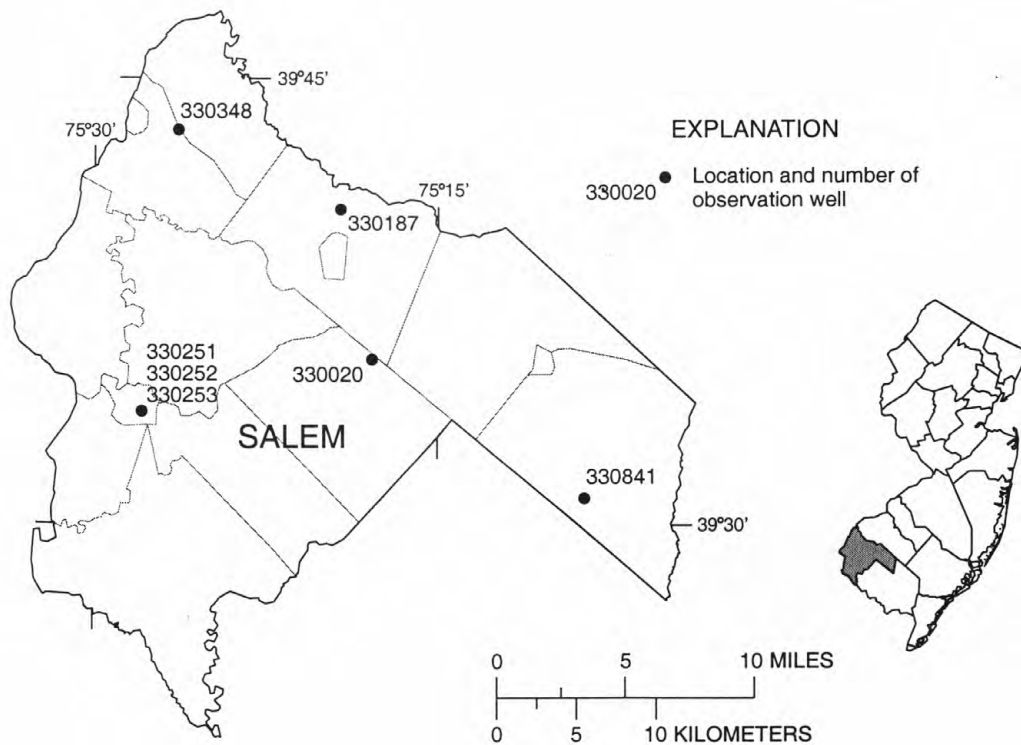 39°45'
330348
75°30'
EXPLANATION
330020 Location and number of
observation well
75°15'
330187
330251
330252
330253
330020
SALEM
330841
39°30'
0 5 10 MILES
0 5 10 KILOMETERS